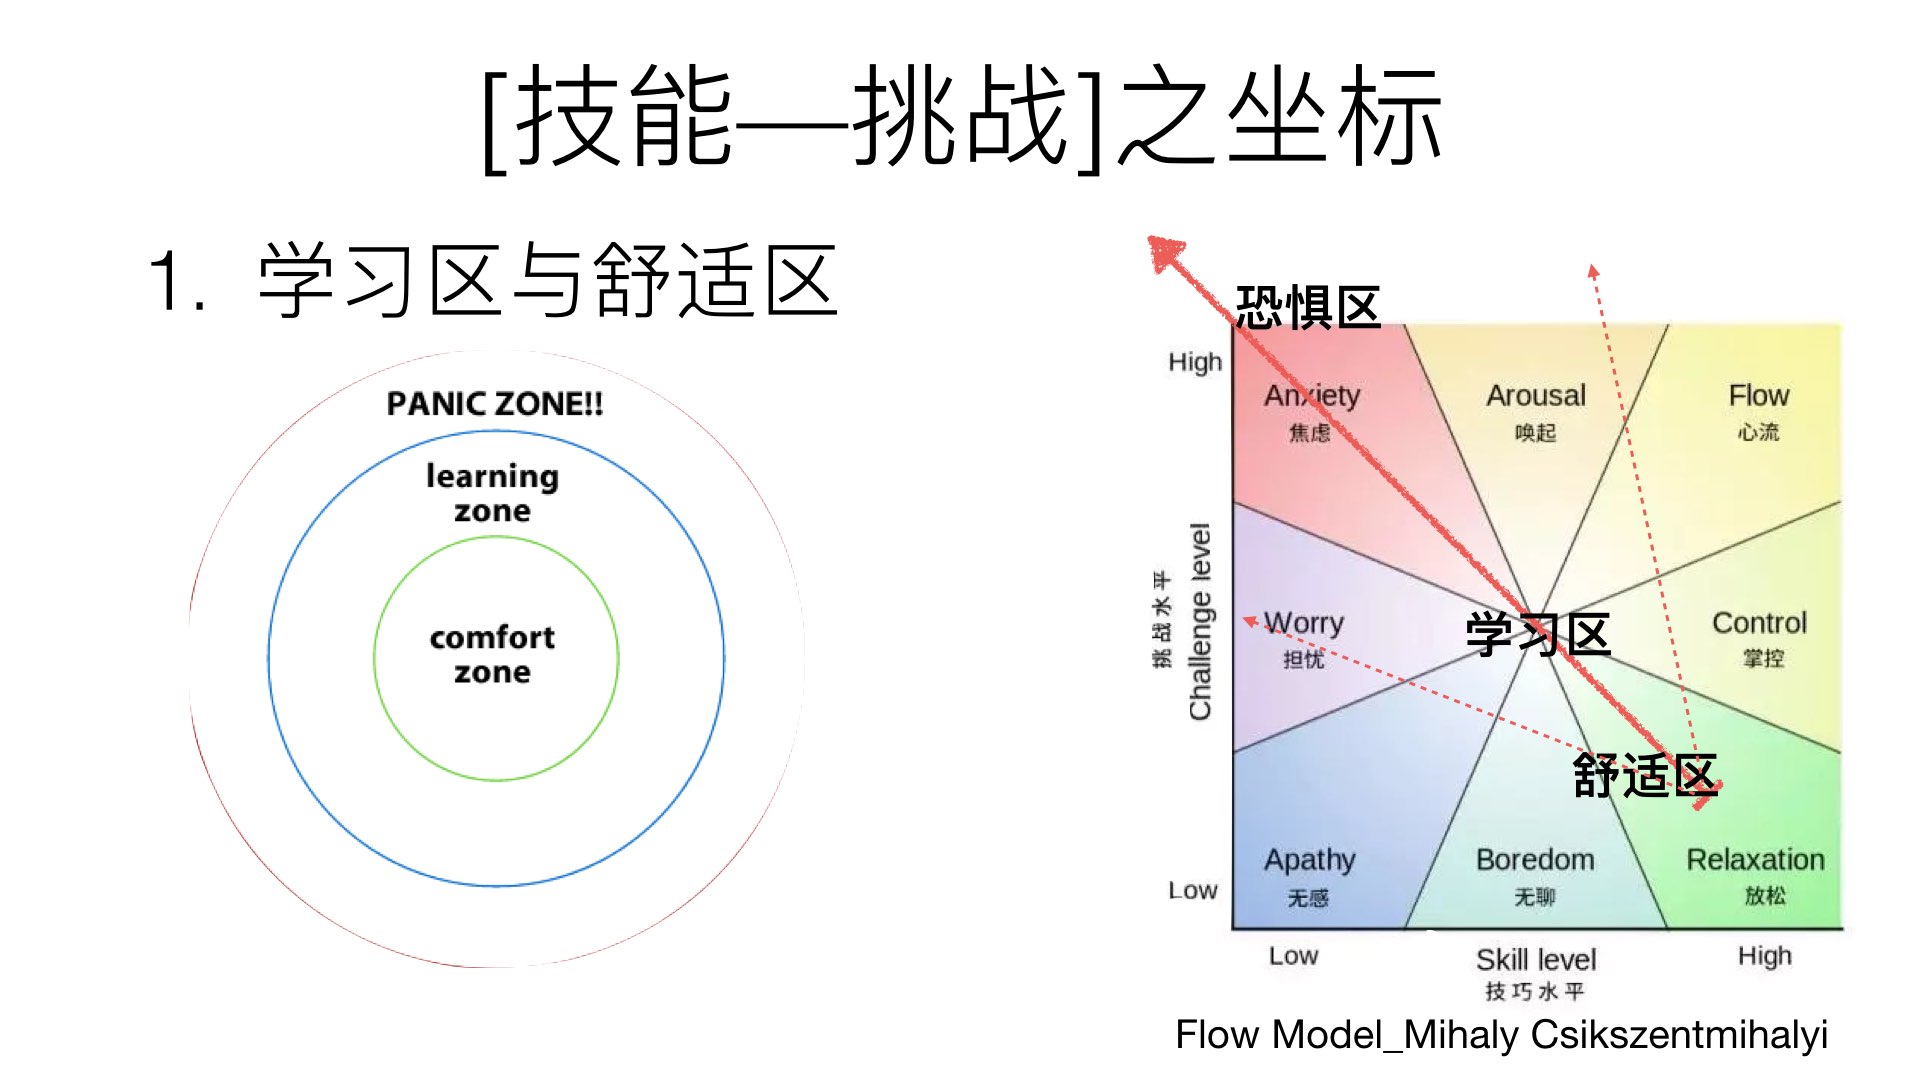 [技能—挑战]之坐标
1. 学习区与舒适区
PANIC ZONE!!
learning
zone
comfort
zone
恐惧区
High
Anxiety
焦虑
Arousal
唤起
Flow
心流
挑战水平
Challenge level
Worry
担忧
学习区
Control
掌控
舒适区
Apathy
无感
Boredom
无聊
Relaxation
放松
Low
Low
Skill level
技巧水平
High
Flow Model_Mihaly Csikszentmihalyi